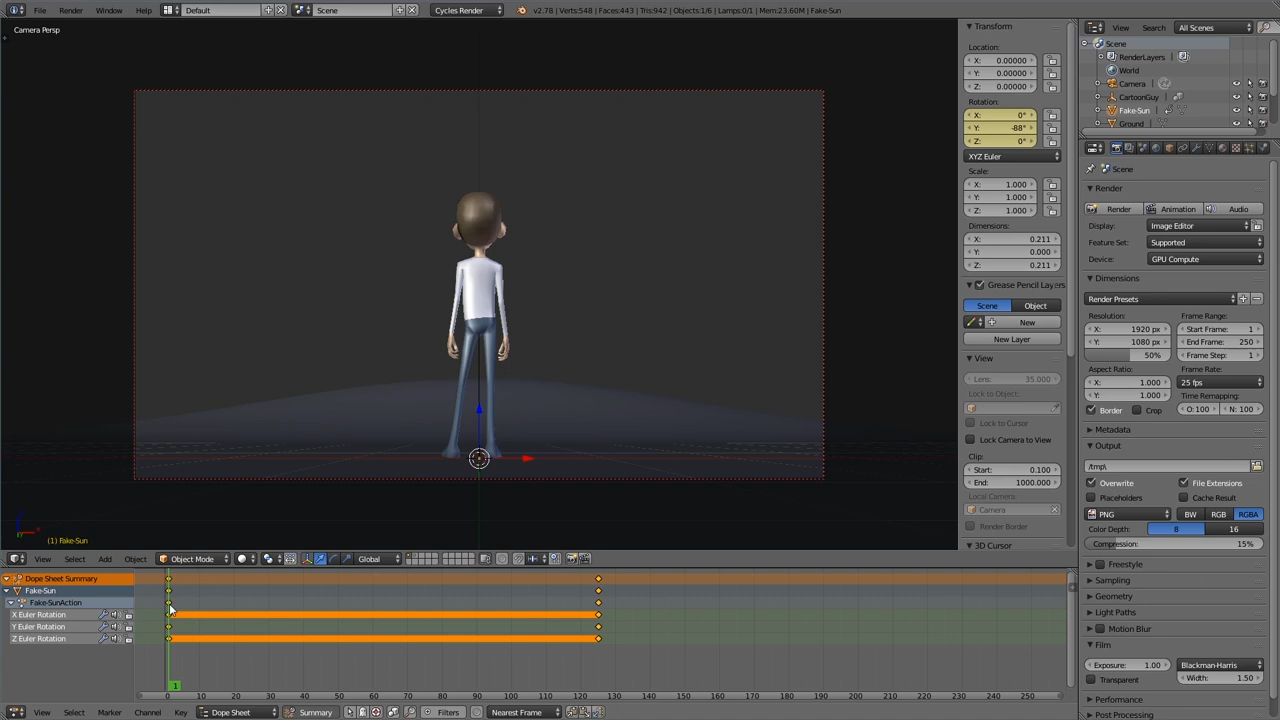 File Render Window Help Default Scene Cycles Render v2.78 | Verts:548 | Faces:443 | Tris:942 | Objects:1/6 | Lamps:0/1 | Mem:23.60M | Fake-Sun
Camera Persp
(1) Fake-Sun
View Select Add Object Object Mode Global
Transform
Location:
X: 0.00000
Y: 0.00000
Z: 0.00000
Rotation:
X: 0°
Y: -88°
Z: 0°
XYZ Euler
Scale:
X: 1.000
Y: 1.000
Z: 1.000
Dimensions:
X: 0.211
Y: 0.000
Z: 0.211
Grease Pencil Layers
Scene Object
New
New Layer
View
Lens: 35.000
Lock to Object:
Lock to Cursor
Lock Camera to View
Clip:
Start: 0.100
End: 1000.000
Local Camera:
Camera
Render Border
3D Cursor
View Search All Scenes
Scene
RenderLayers
World
Camera
CartoonGuy
Fake-Sun
Ground
Scene
Render
Render Animation Audio
Display: Image Editor
Feature Set: Supported
Device: GPU Compute
Dimensions
Render Presets
Resolution: Frame Range:
X: 1920 px Start Frame: 1
Y: 1080 px End Frame: 250
50% Frame Step: 1
Aspect Ratio: Frame Rate:
X: 1.000 25 fps
Y: 1.000 Time Remapping:
Border Crop O: 100 N: 100
Metadata
Output
/tmp\
Overwrite File Extensions
Placeholders Cache Result
PNG BW RGB RGBA
Color Depth: 8 16
Compression: 15%
Freestyle
Sampling
Geometry
Light Paths
Motion Blur
Film
Exposure: 1.00 Blackman-Harris
Transparent Width: 1.50
Performance
Post Processing
Dope Sheet Summary
Fake-Sun
Fake-SunAction
X Euler Rotation
Y Euler Rotation
Z Euler Rotation
1
0 10 20 30 40 50 60 70 80 90 100 110 120 130 140 150 160 170 180 190 200 210 220 230 240 250
View Select Marker Channel Key Dope Sheet Summary Filters Nearest Frame